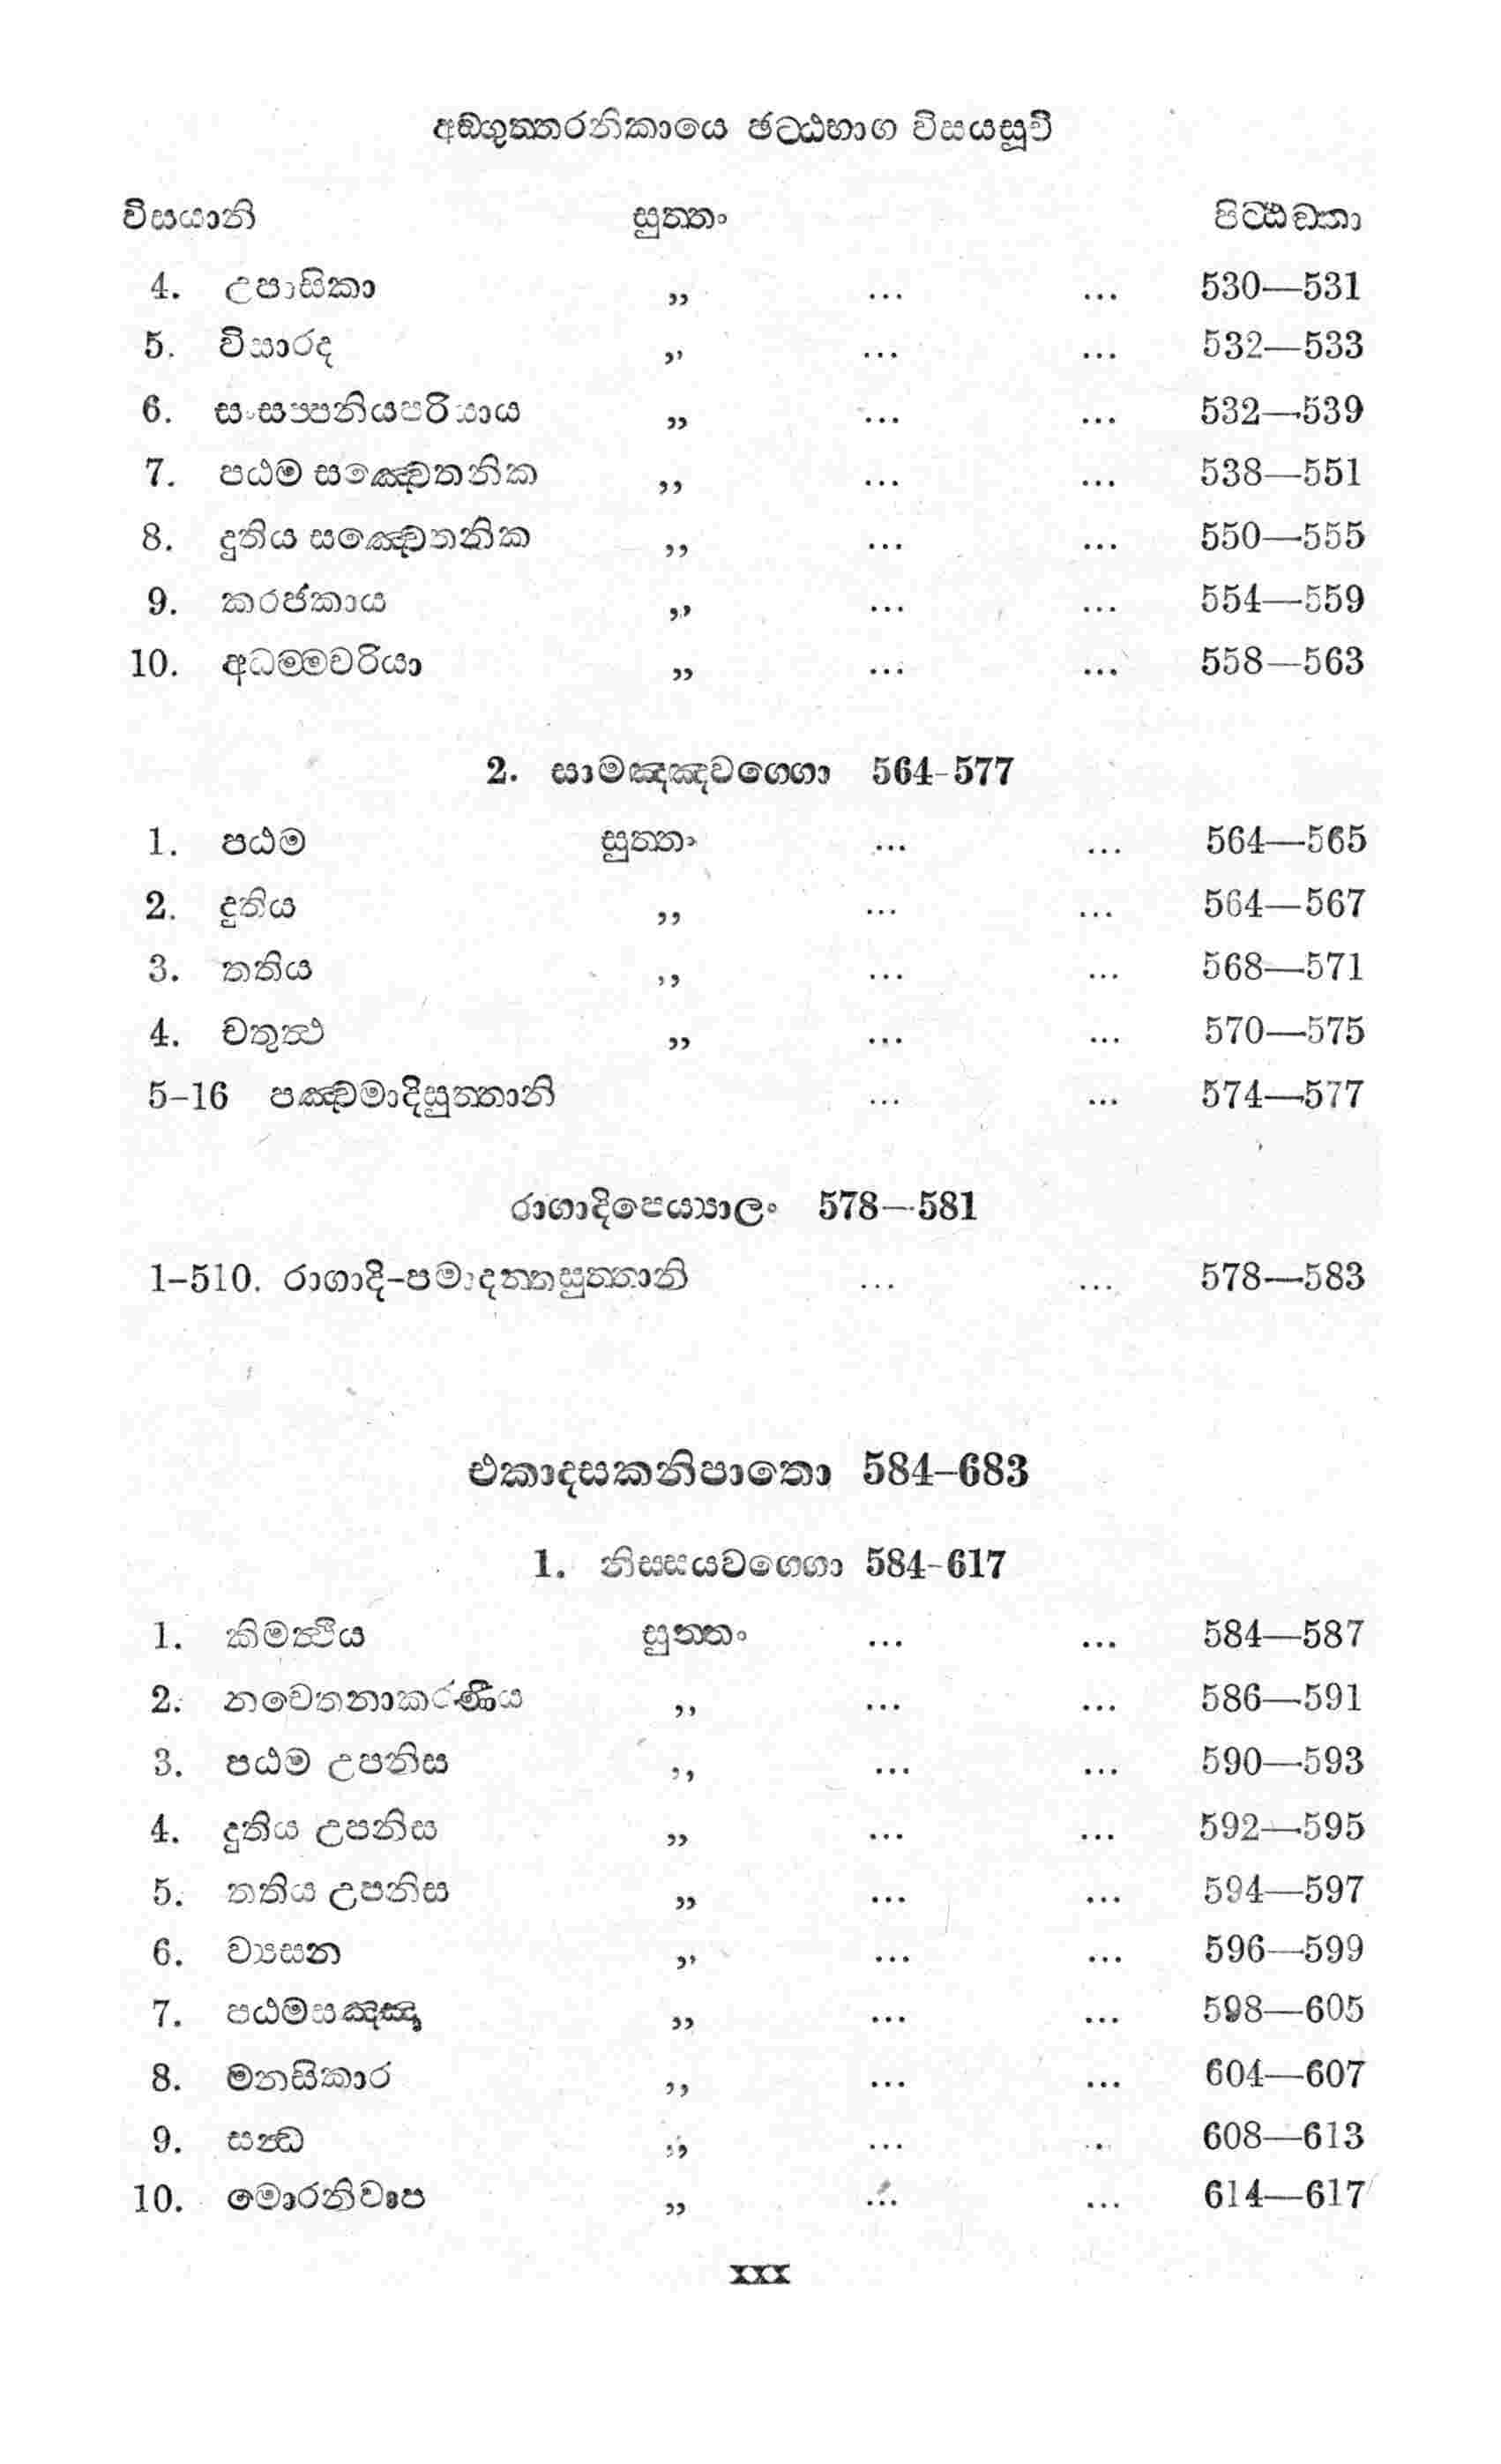 අඞ්ගුත්තරනිකායෙ ඡට්ඨභාග විසයසූචී
විසයානි සුත්තං පිට්ඨඞ්කා
4. උපාසිකා ,, ... ... 530—531
5. විසාරද ,, ... ... 532—533
6. සංසප්පනියපරියාය ,, ... ... 532—539
7. පඨම සඤ්චෙතනික ,, ... ... 538—551
8. දුතිය සඤ්චෙතනික ,, ... ... 550—555
9. කරජකාය ,, ... ... 554—559
10. අධම්මචරියා ,, ... ... 558—563
2. සාමඤ්ඤවග්ගො 564-577
1. පඨම සුත්තං ... ... 564—565
2. දුතිය ,, ... ... 564—567
3. තතිය ,, ... ... 568—571
4. චතුත්ථ ,, ... ... 570—575
5-16 පඤ්චමාදිසුත්තානි ... ... 574—577
රාගාදිපෙය්‍යාලං 578—581
1-510. රාගාදි-පමාදන්තසුත්තානි ... ... 578—583
එකාදසකනිපාතො 584-683
1. නිස්සයවග්ගො 584-617
1. කිමත්ථිය සුත්තං ... ... 584—587
2. නචෙතනාකරණීය ,, ... ... 586—591
3. පඨම උපනිස ,, ... ... 590—593
4. දුතිය උපනිස ,, ... ... 592—595
5. තතිය උපනිස ,, ... ... 594—597
6. ව්‍යසන ,, ... ... 596—599
7. පඨමසඤ්ඤා ,, ... ... 598—605
8. මනසිකාර ,, ... ... 604—607
9. සන්ධ ,, ... ... 608—613
10. මොරනිවාප ,, ... ... 614—617
xxx